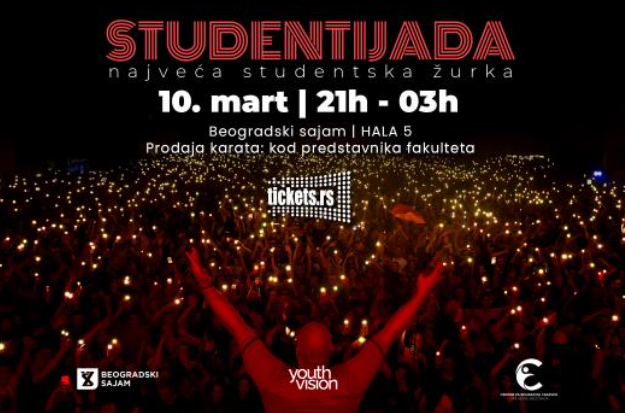 STUDENTIJADA
najveća studentska žurka
10. mart | 21h - 03h
Beogradski sajam | HALA 5
Prodaja karata: kod predstavnika fakulteta
tickets.rs
BEOGRADSKI
SAJAM
youth
vision